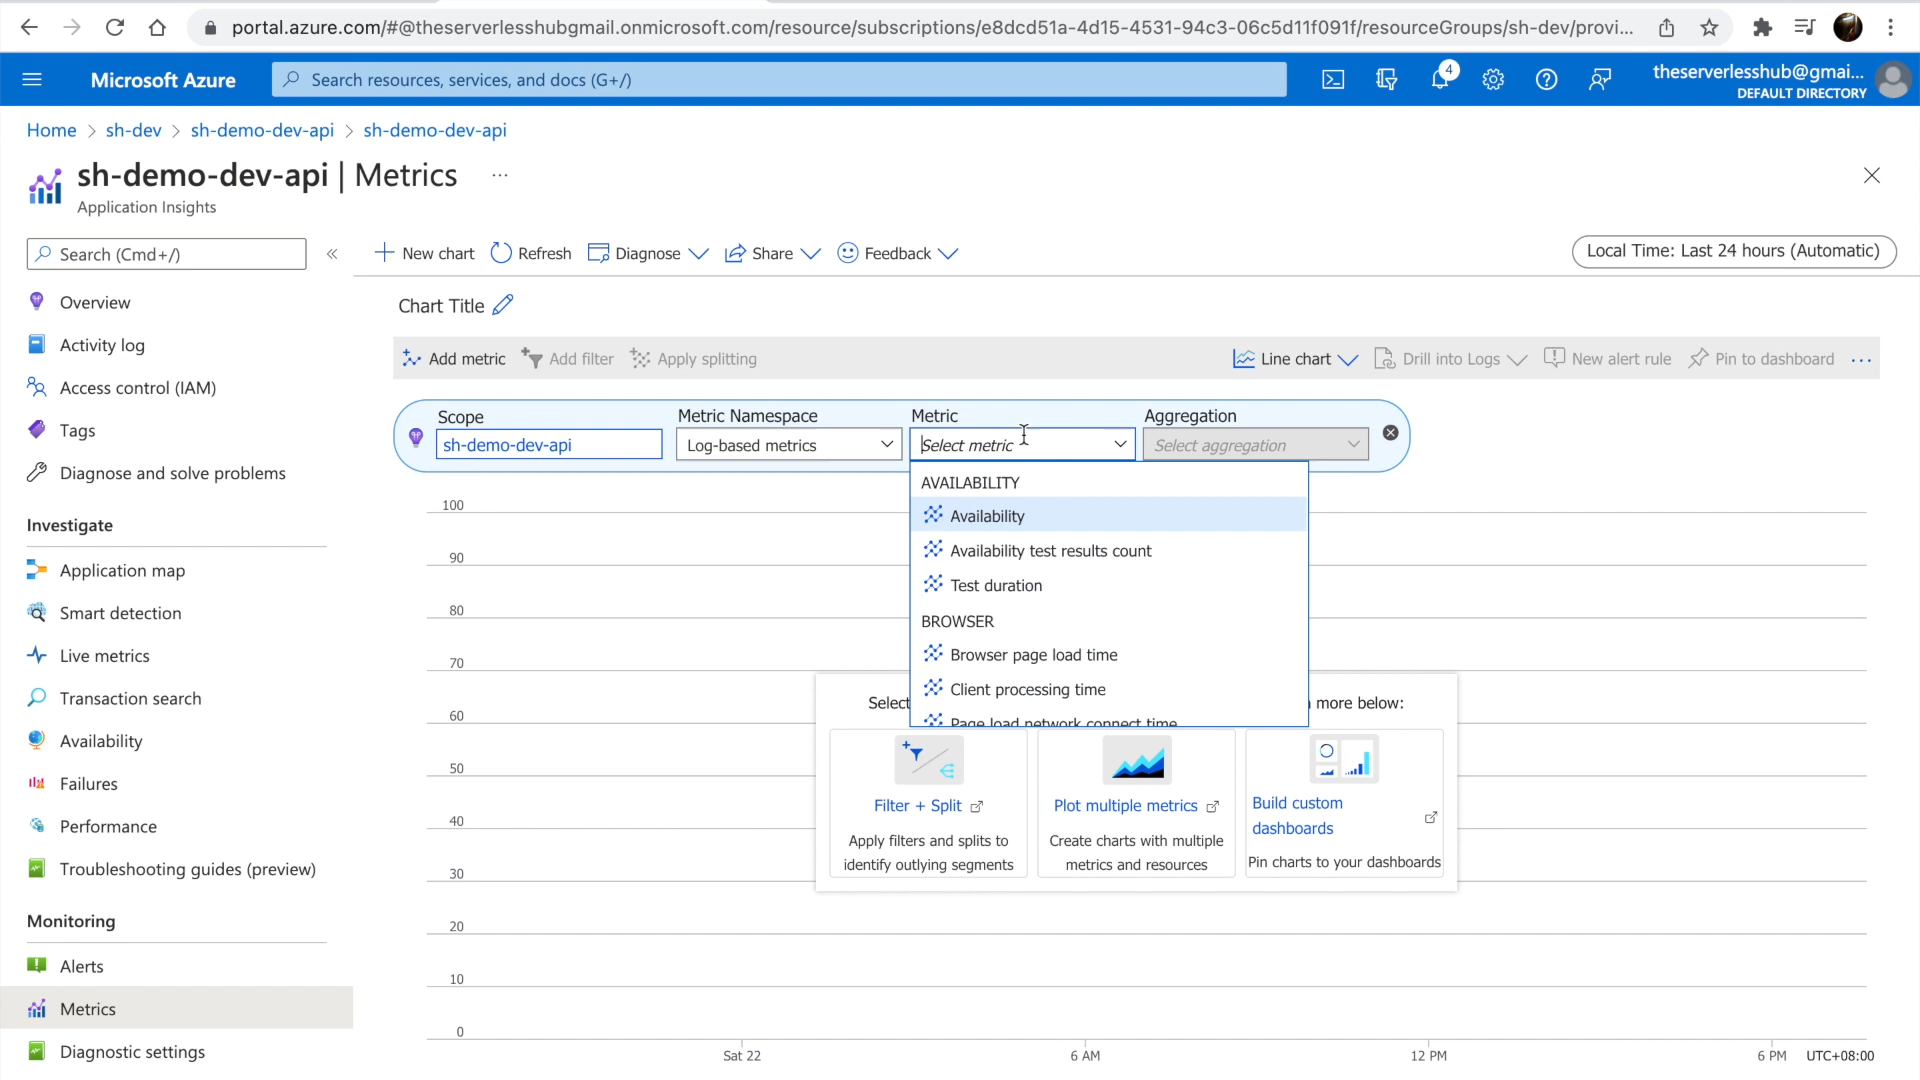 portal.azure.com/#@theserverlesshubgmail.onmicrosoft.com/resource/subscriptions/e8dcd51a-4d15-4531-94c3-06c5d11f091f/resourceGroups/sh-dev/provi...
Microsoft Azure
Search resources, services, and docs (G+/)
4
theserverlesshub@gmai...
DEFAULT DIRECTORY
Home > sh-dev > sh-demo-dev-api > sh-demo-dev-api
sh-demo-dev-api | Metrics ...
Application Insights
Search (Cmd+/)
«
New chart
Refresh
Diagnose
Share
Feedback
Local Time: Last 24 hours (Automatic)
Overview
Activity log
Access control (IAM)
Tags
Diagnose and solve problems
Investigate
Application map
Smart detection
Live metrics
Transaction search
Availability
Failures
Performance
Troubleshooting guides (preview)
Monitoring
Alerts
Metrics
Diagnostic settings
Chart Title
Add metric
Add filter
Apply splitting
Line chart
Drill into Logs
New alert rule
Pin to dashboard
...
Scope
sh-demo-dev-api
Metric Namespace
Log-based metrics
Metric
Select metric
Aggregation
Select aggregation
AVAILABILITY
Availability
Availability test results count
Test duration
BROWSER
Browser page load time
Client processing time
Page load network connect time
100
90
80
70
60
50
40
30
20
10
0
Select
more below:
Filter + Split
Apply filters and splits to
identify outlying segments
Plot multiple metrics
Create charts with multiple
metrics and resources
Build custom
dashboards
Pin charts to your dashboards
Sat 22
6 AM
12 PM
6 PM
UTC+08:00